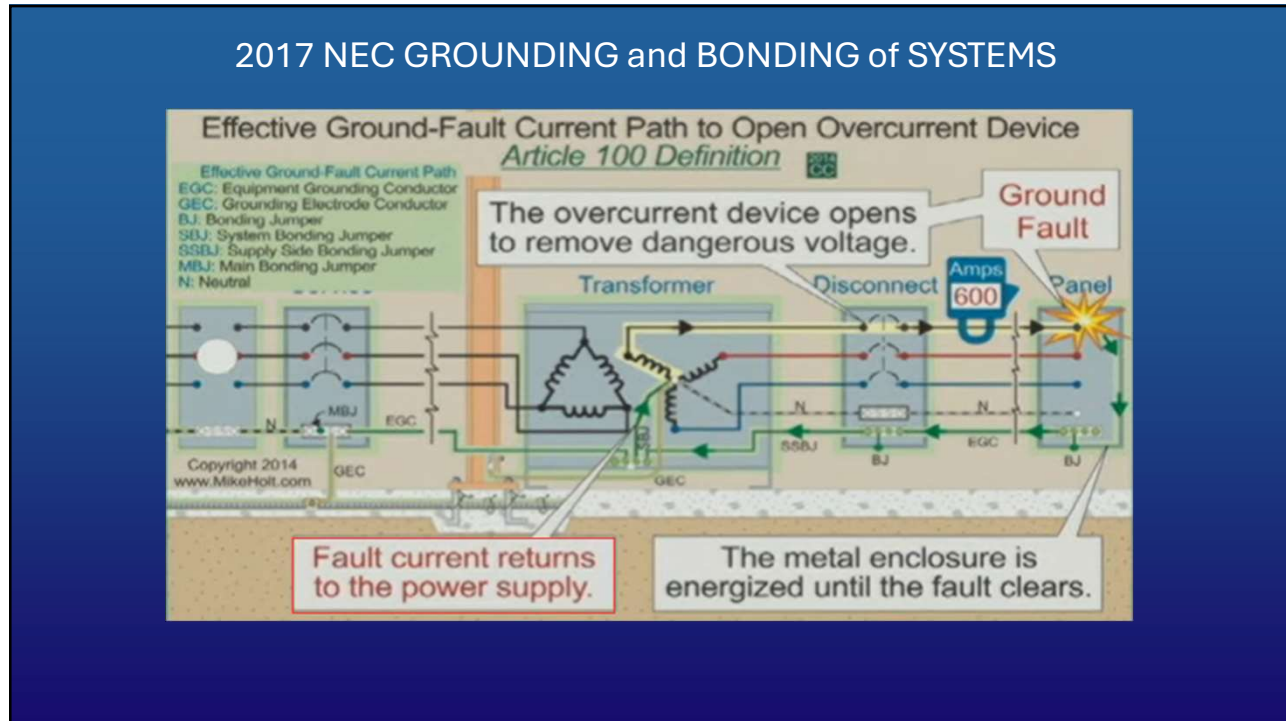 2017 NEC GROUNDING and BONDING of SYSTEMS
Effective Ground-Fault Current Path to Open Overcurrent Device
Article 100 Definition
2014
CC
Effective Ground-Fault Current Path
EGC: Equipment Grounding Conductor
GEC: Grounding Electrode Conductor
BJ: Bonding Jumper
SBJ: System Bonding Jumper
SSBJ: Supply Side Bonding Jumper
MBJ: Main Bonding Jumper
N: Neutral
The overcurrent device opens
to remove dangerous voltage.
Ground
Fault
Transformer
Disconnect
Amps
600
Panel
N
MBJ
EGC
SBJ
N
N
SSBJ
EGC
BJ
BJ
GEC
GEC
Copyright 2014
www.MikeHolt.com
Fault current returns
to the power supply.
The metal enclosure is
energized until the fault clears.